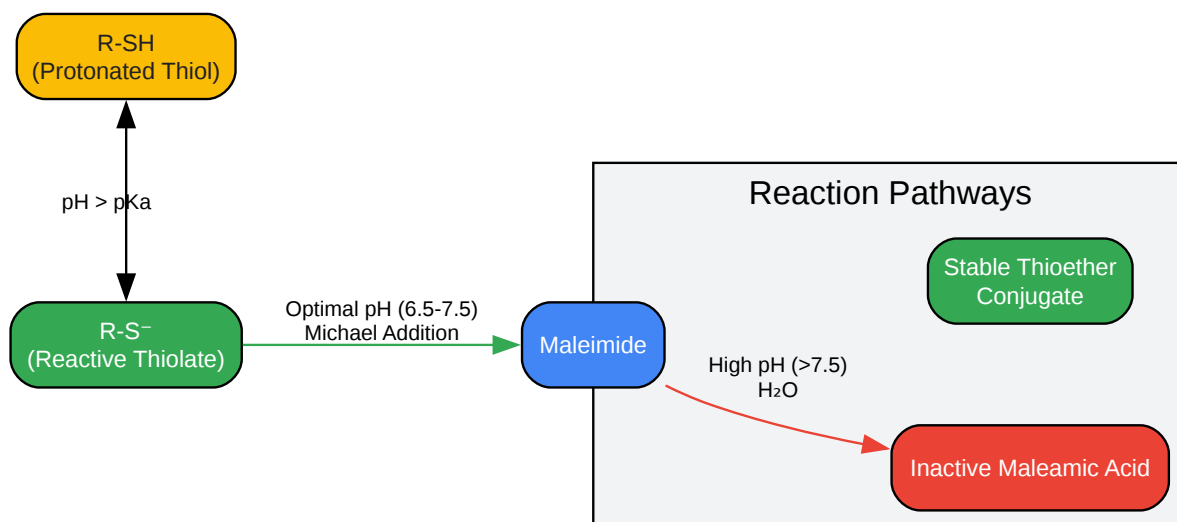 R-SH
(Protonated Thiol)
pH > pKa
R-S⁻
(Reactive Thiolate)
Optimal pH (6.5-7.5)
Michael Addition
Maleimide
Reaction Pathways
Stable Thioether
Conjugate
High pH (>7.5)
H₂O
Inactive Maleamic Acid